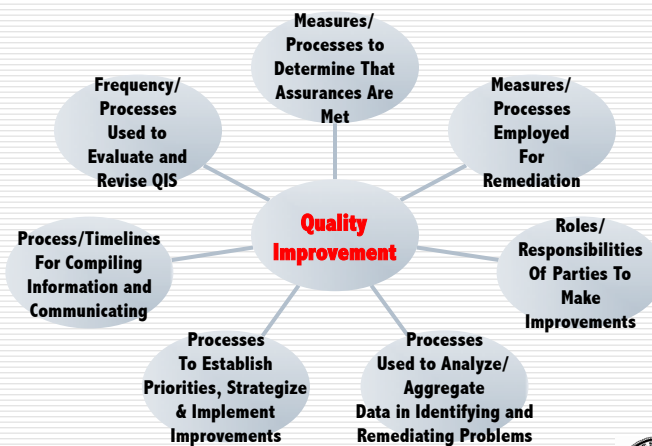 Measures/
Processes to
Determine That
Assurances Are
Met
Measures/
Processes
Employed
For
Remediation
Roles/
Responsibilities
Of Parties To
Make
Improvements
Processes
Used to Analyze/
Aggregate
Data in Identifying and
Remediating Problems
Processes
To Establish
Priorities, Strategize
& Implement
Improvements
Process/Timelines
For Compiling
Information and
Communicating
Frequency/
Processes
Used to
Evaluate and
Revise QIS
Quality
Improvement